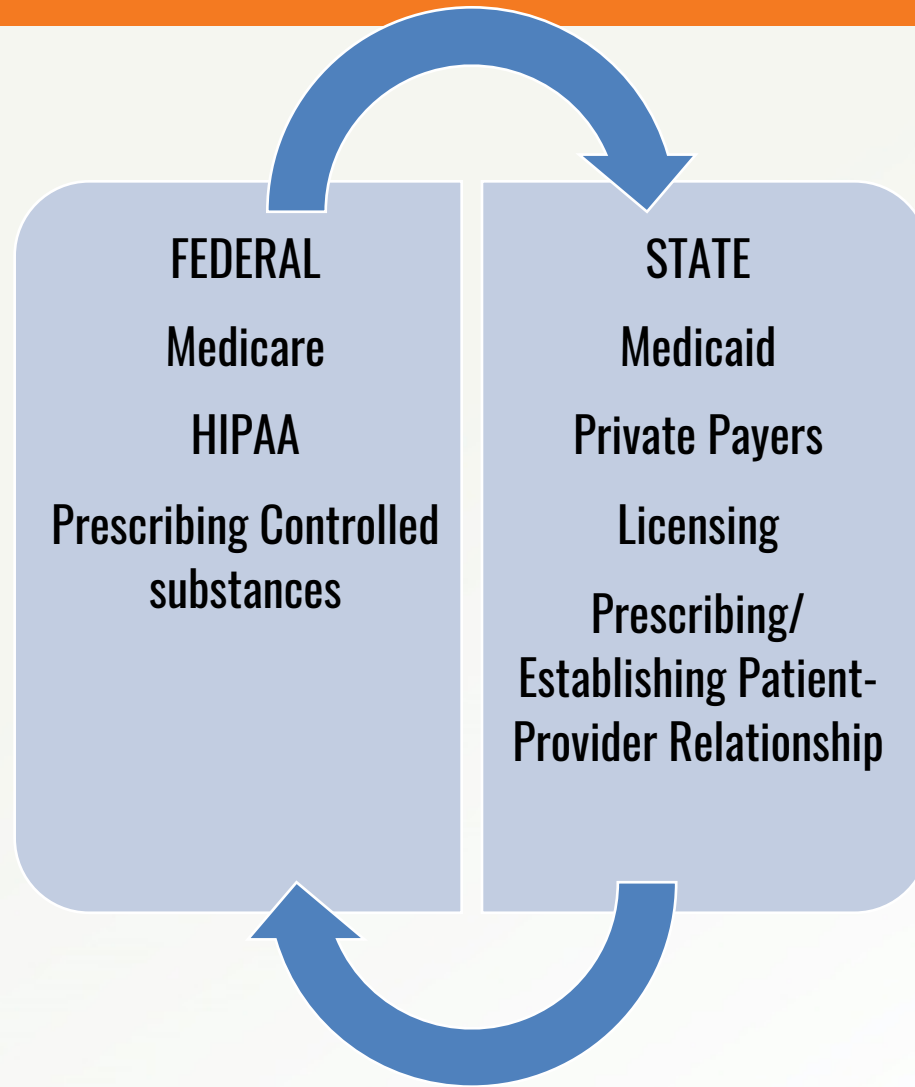 FEDERAL
Medicare
HIPAA
Prescribing Controlled
substances
STATE
Medicaid
Private Payers
Licensing
Prescribing/
Establishing Patient-
Provider Relationship